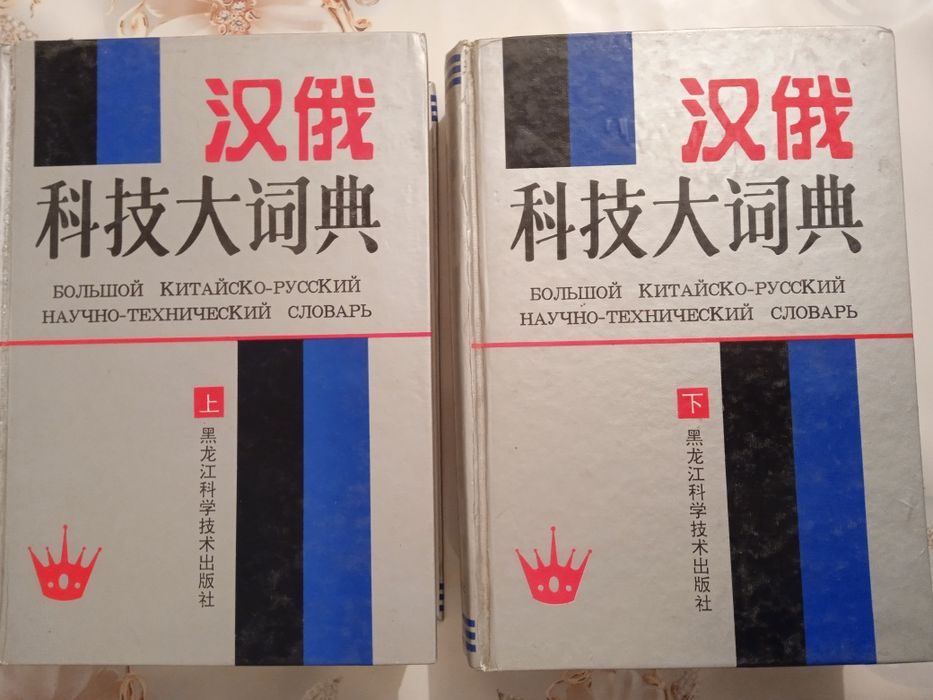 汉俄
科技大词典
БОЛЬШОЙ КИТАЙСКО-РУССКИЙ
НАУЧНО-ТЕХНИЧЕСКИЙ СЛОВАРЬ
上
黑龙江科学技术出版社
汉俄
科技大词典
БОЛЬШОЙ КИТАЙСКО-РУССКИЙ
НАУЧНО-ТЕХНИЧЕСКИЙ СЛОВАРЬ
下
黑龙江科学技术出版社